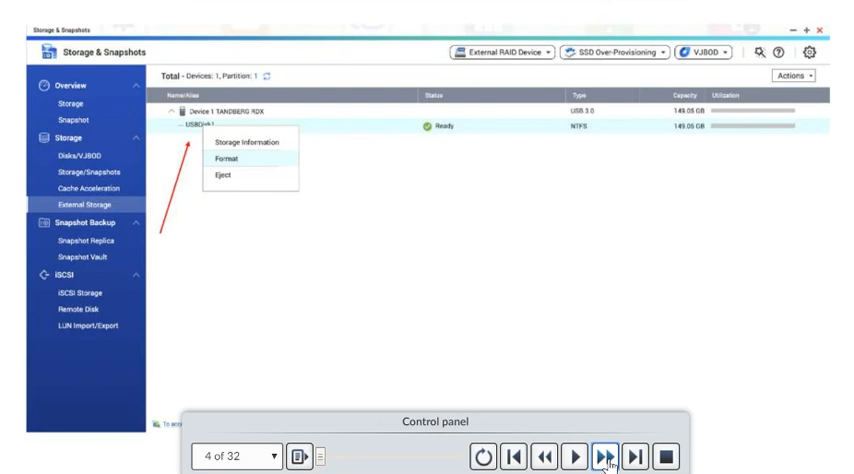 Storage & Snapshots
Storage & Snapshots
External RAID Device
SSD Over-Provisioning
VJBOD
Total - Devices: 1, Partition: 1
Actions
Name/Alias Status Type Capacity Utilization
Device 1 TANDBERG RDX USB 3.0 149.05 GB
USBDisk1 Ready NTFS 149.05 GB
Storage Information
Format
Eject
Overview
Storage
Snapshot
Storage
Disks/VJBOD
Storage/Snapshots
Cache Acceleration
External Storage
Snapshot Backup
Snapshot Replica
Snapshot Vault
iSCSI
iSCSI Storage
Remote Disk
LUN Import/Export
To acce
Control panel
4 of 32